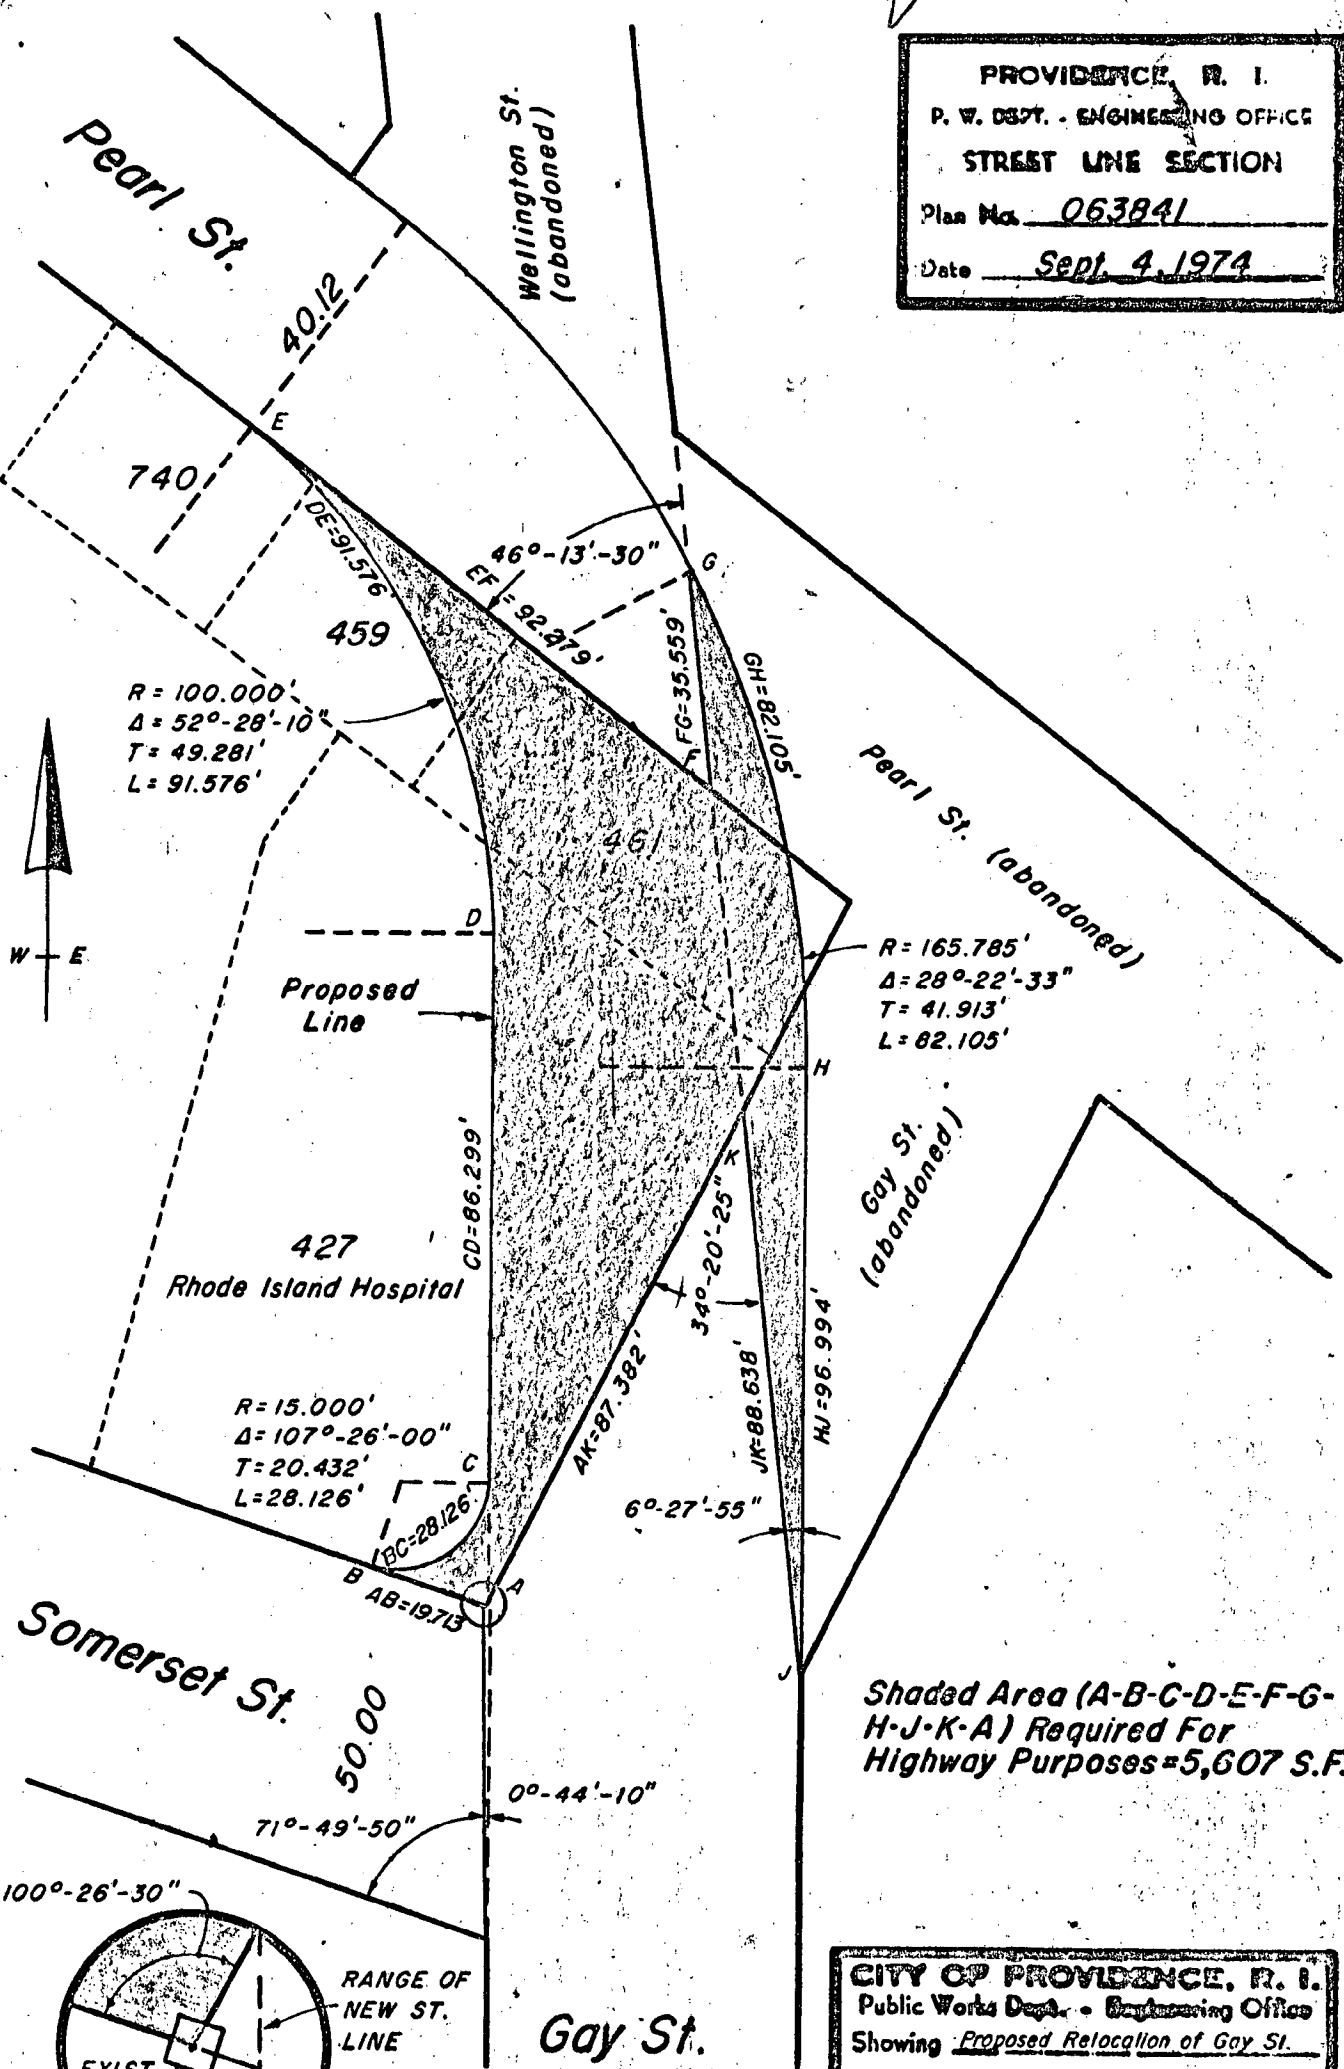 PROVIDENCE, R. I.
P. W. DEPT. - ENGINEERING OFFICE
STREET LINE SECTION
Plan No. 063841
Date Sept. 4, 1974
Pearl St.
Wellington St.
(abandoned)
40.12
E
740
DE=91.576'
46°-13'-30"
G
EF = 92.279'
459
FG=35.559'
GH=82.105'
R = 100.000'
Δ = 52°-28'-10"
T = 49.281'
L = 91.576'
F
Pearl St. (abandoned)
461
D
W E
Proposed
Line
R = 165.785'
Δ = 28°-22'-33"
T = 41.913'
L = 82.105'
H
K
Gay St.
(abandoned)
CD=86.299'
34°-20'-25"
427
Rhode Island Hospital
HJ=96.994'
JK=88.638'
AK=87.382'
R = 15.000'
Δ = 107°-26'-00"
T = 20.432'
L = 28.126'
C
BC=28.126'
6°-27'-55"
B
A
AB=19.713
Somerset St.
J
50.00
Shaded Area (A-B-C-D-E-F-G-
H-J-K-A) Required For
Highway Purposes=5,607 S.F.
0°-44'-10"
71°-49'-50"
100°-26'-30"
RANGE OF
NEW ST.
LINE
EXIST.
Gay St.
CITY OF PROVIDENCE, R. I.
Public Works Dept. - Engineering Office
Showing Proposed Relocation of Gay St.